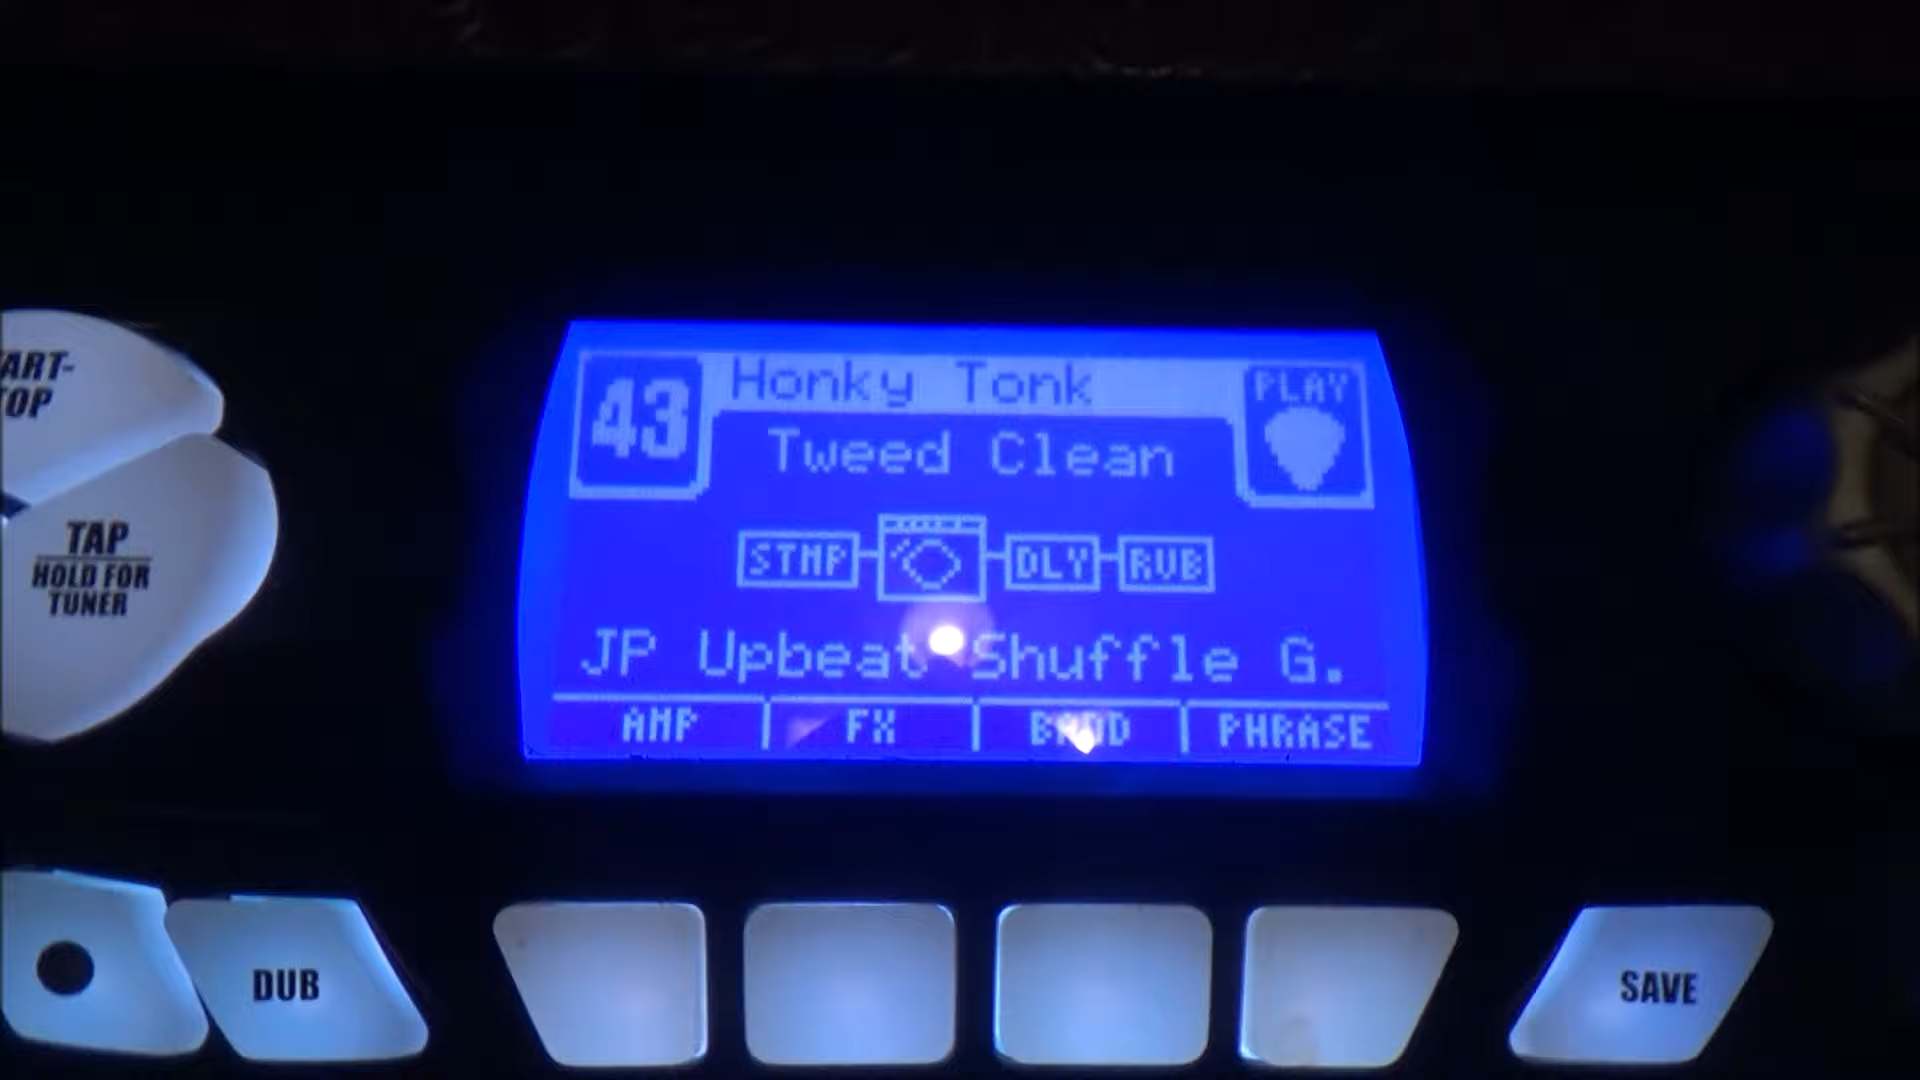 43
Honky Tonk
PLAY
Tweed Clean
STMP
DLY
RVB
JP Upbeat Shuffle G.
AMP
FX
BAND
PHRASE
ART-
OP
TAP
HOLD FOR
TUNER
DUB
SAVE